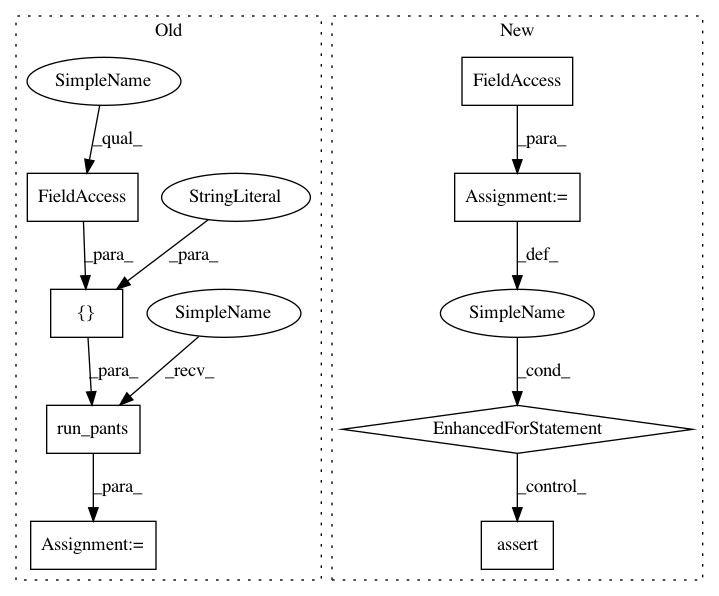 Old
New
SimpleName
FieldAccess
_qual_
_para_
FieldAccess
StringLiteral
Assignment:=
_para_
_para_
_def_
{}
SimpleName
SimpleName
_para_
_recv_
_cond_
run_pants
EnhancedForStatement
_para_
_control_
Assignment:=
assert